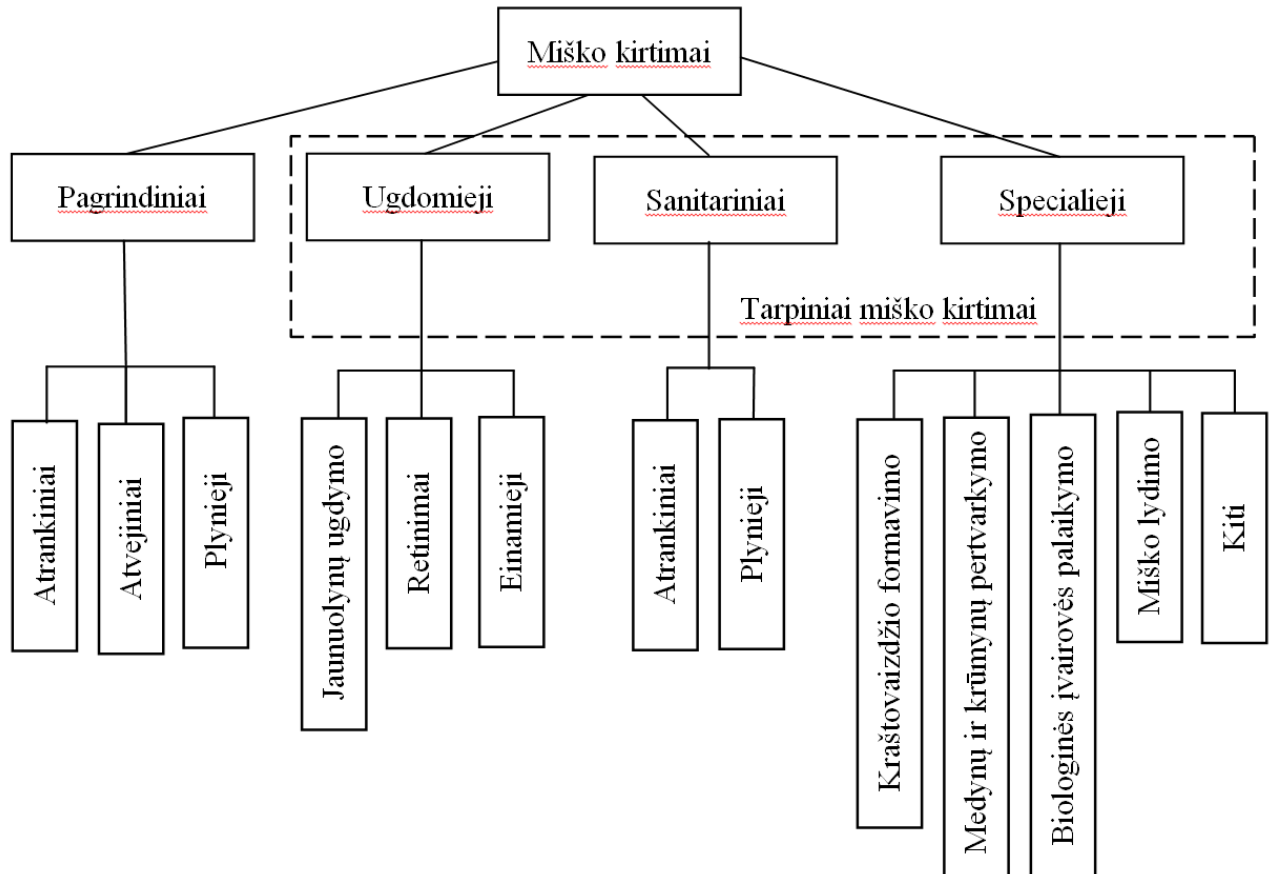 Miško kirtimai
Pagrindiniai
Ugdomieji
Sanitariniai
Specialieji
Tarpiniai miško kirtimai
Atrankiniai
Atvejiniai
Plynieji
Jaunuolynų ugdymo
Retinimai
Einamieji
Atrankiniai
Plynieji
Kraštovaizdžio formavimo
Medynų ir krūmynų pertvarkymo
Biologinės įvairovės palaikymo
Miško lydimo
Kiti